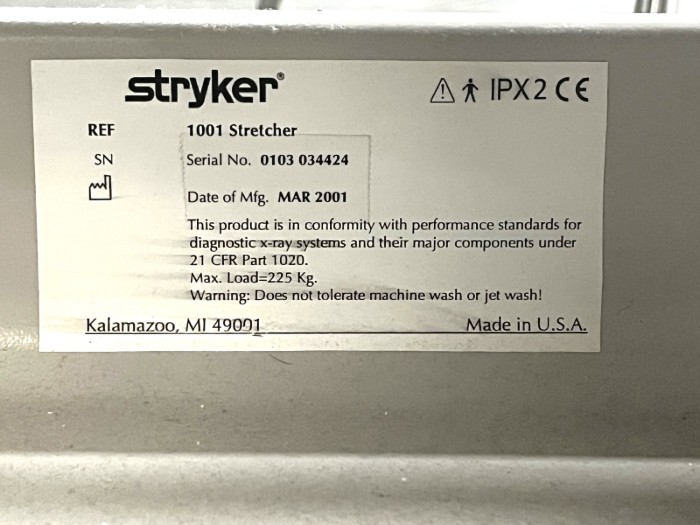 stryker®
IPX2 CE
REF 1001 Stretcher
SN Serial No. 0103 034424
Date of Mfg. MAR 2001
This product is in conformity with performance standards for
diagnostic x-ray systems and their major components under
21 CFR Part 1020.
Max. Load=225 Kg.
Warning: Does not tolerate machine wash or jet wash!
Kalamazoo, MI 49001 Made in U.S.A.